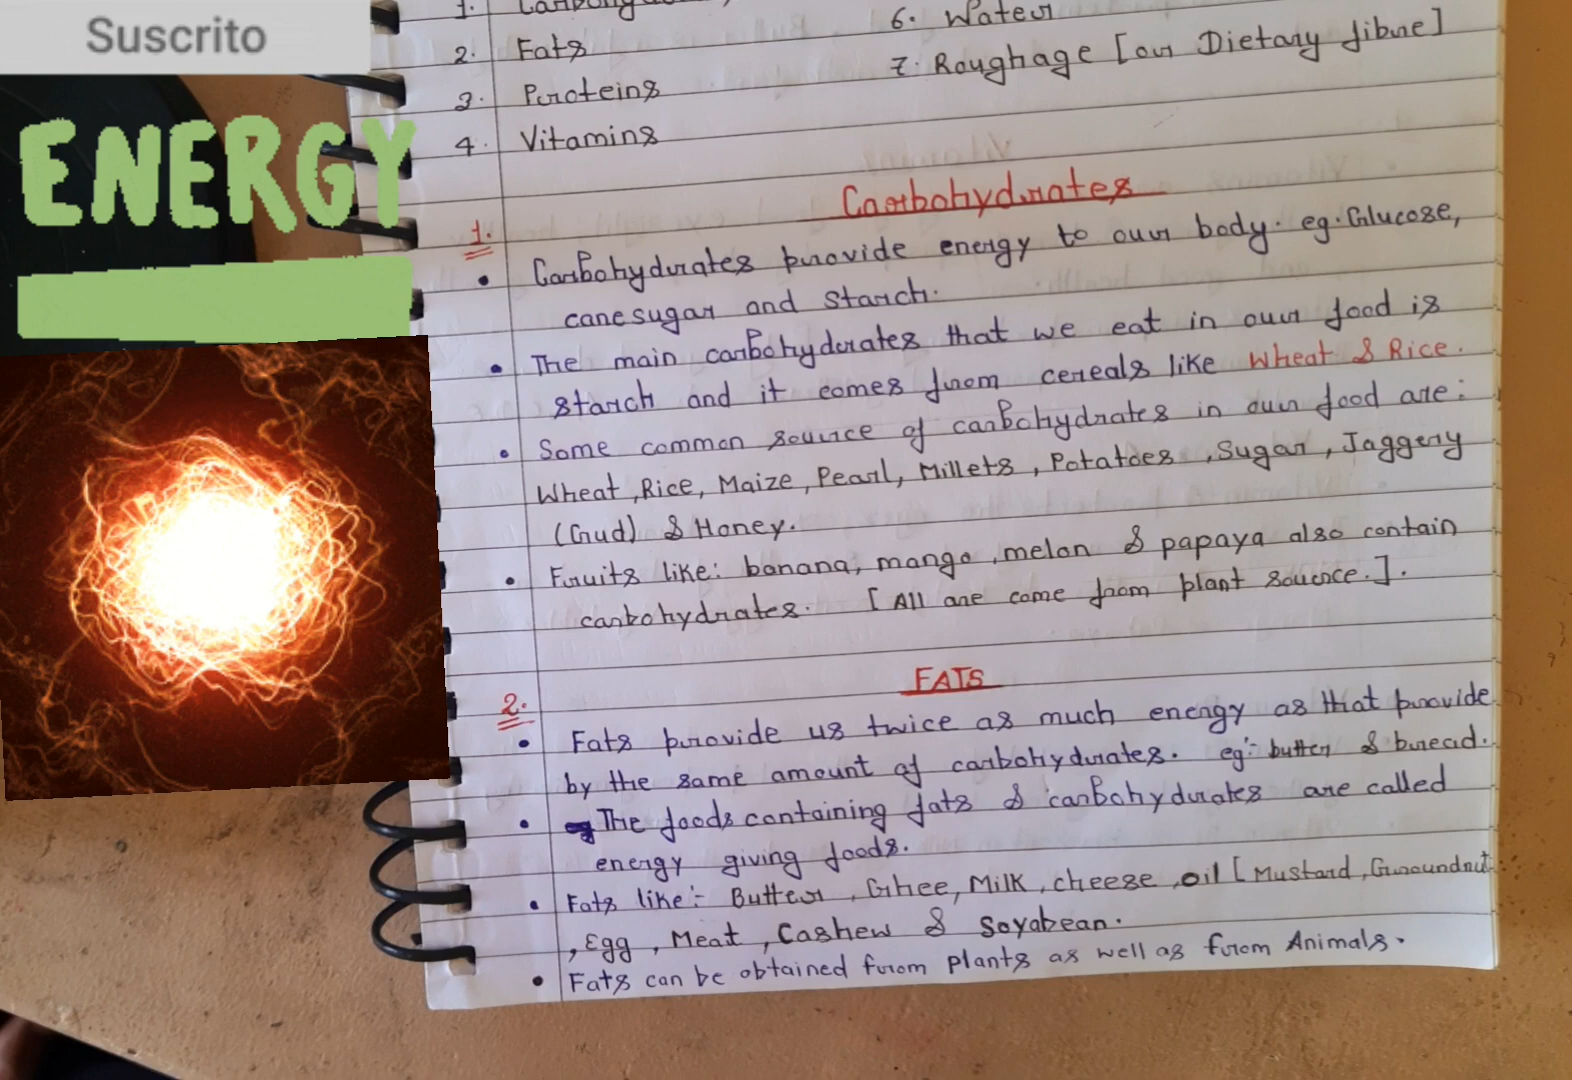 Suscrito
ENERGY
1.
6. Water
2. Fats
7. Roughage [or Dietary fibre]
3. Proteins
4. Vitamins
Carbohydrates
1.
• Carbohydrates provide energy to our body. eg. Glucose,
canesugar and starch.
• The main carbohydrates that we eat in our food is
starch and it comes from cereals like Wheat & Rice.
• Some common source of carbohydrates in our food are:
Wheat, Rice, Maize, Pearl, Millets, Potatoes, Sugar, Jaggery
(Gud) & Honey.
• Fruits like: banana, mango, melon & papaya also contain
carbohydrates. [All are come from plant source.].
FATS
2.
• Fats provide us twice as much energy as that provide
by the same amount of carbohydrates. eg:- butter & bread.
• The foods containing fats & carbohydrates are called
energy giving foods.
• Fats like:- Butter, Ghee, Milk, cheese, oil [Mustard, Groundnut
, Egg, Meat, Cashew & Soyabean.
• Fats can be obtained from plants as well as from Animals.